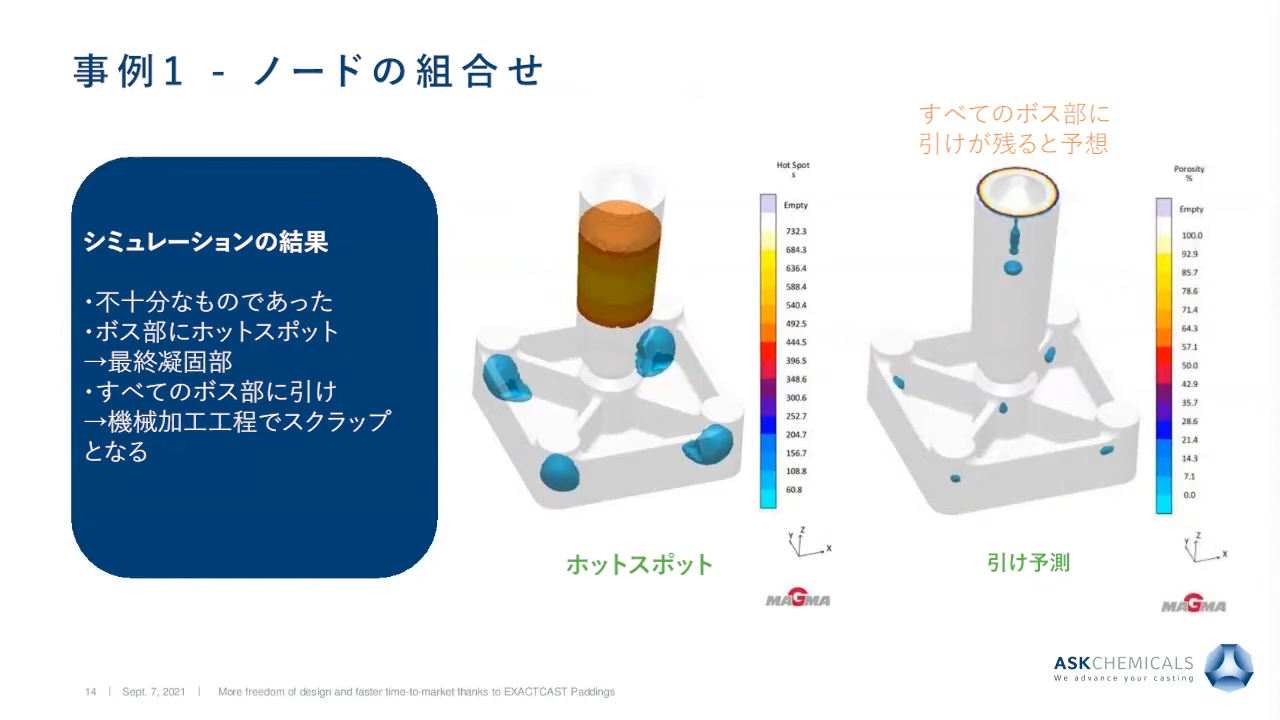 事例1 - ノードの組合せ
すべてのボス部に
引けが残ると予想
シミュレーションの結果
・不十分なものであった
・ボス部にホットスポット
→最終凝固部
・すべてのボス部に引け
→機械加工工程でスクラップ
となる
Hot Spot
s
Empty
732.3
684.3
636.4
588.4
540.4
492.5
444.5
396.5
348.6
300.6
252.7
204.7
156.7
108.8
60.8
Z
Y
X
ホットスポット
MAGMA
Porosity
%
Empty
100.0
92.9
85.7
78.6
71.4
64.3
57.1
50.0
42.9
35.7
28.6
21.4
14.3
7.1
0.0
Z
Y
X
引け予測
MAGMA
ASKCHEMICALS
We advance your casting
14 | Sept. 7, 2021 | More freedom of design and faster time-to-market thanks to EXACTCAST Paddings